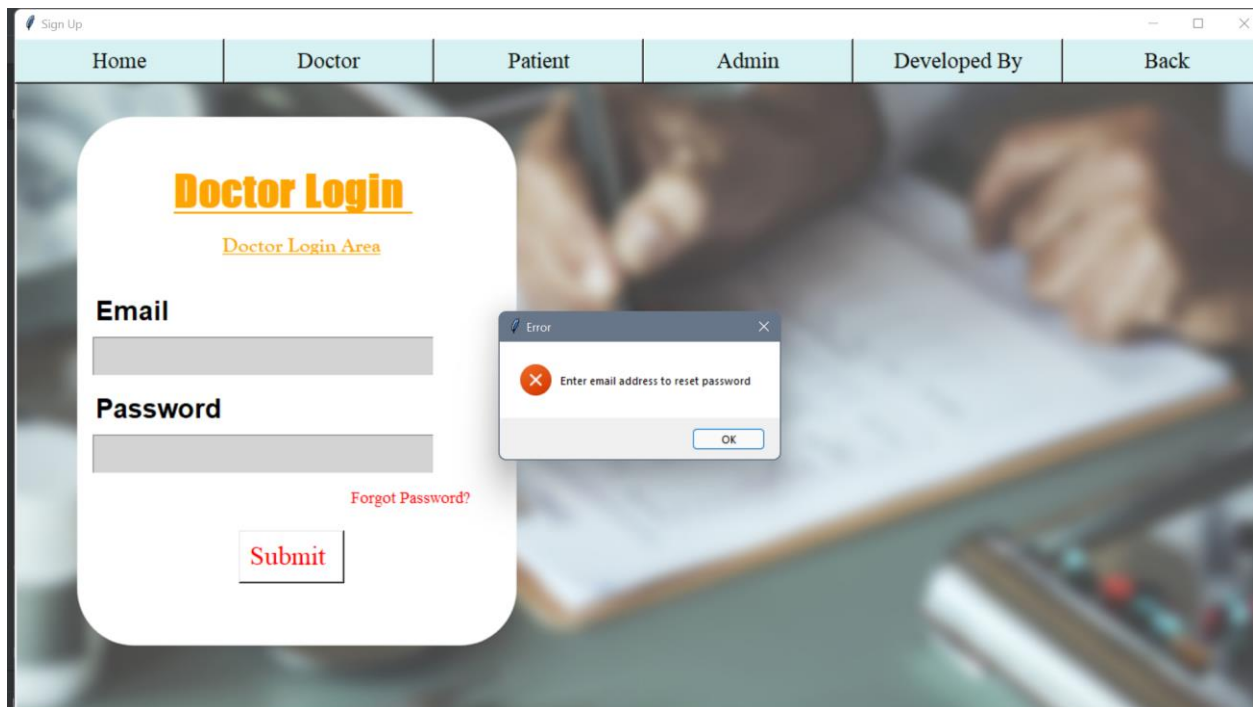 Sign Up
Home Doctor Patient Admin Developed By Back
Doctor Login
Doctor Login Area
Email
Error
Enter email address to reset password
OK
Password
Forgot Password?
Submit